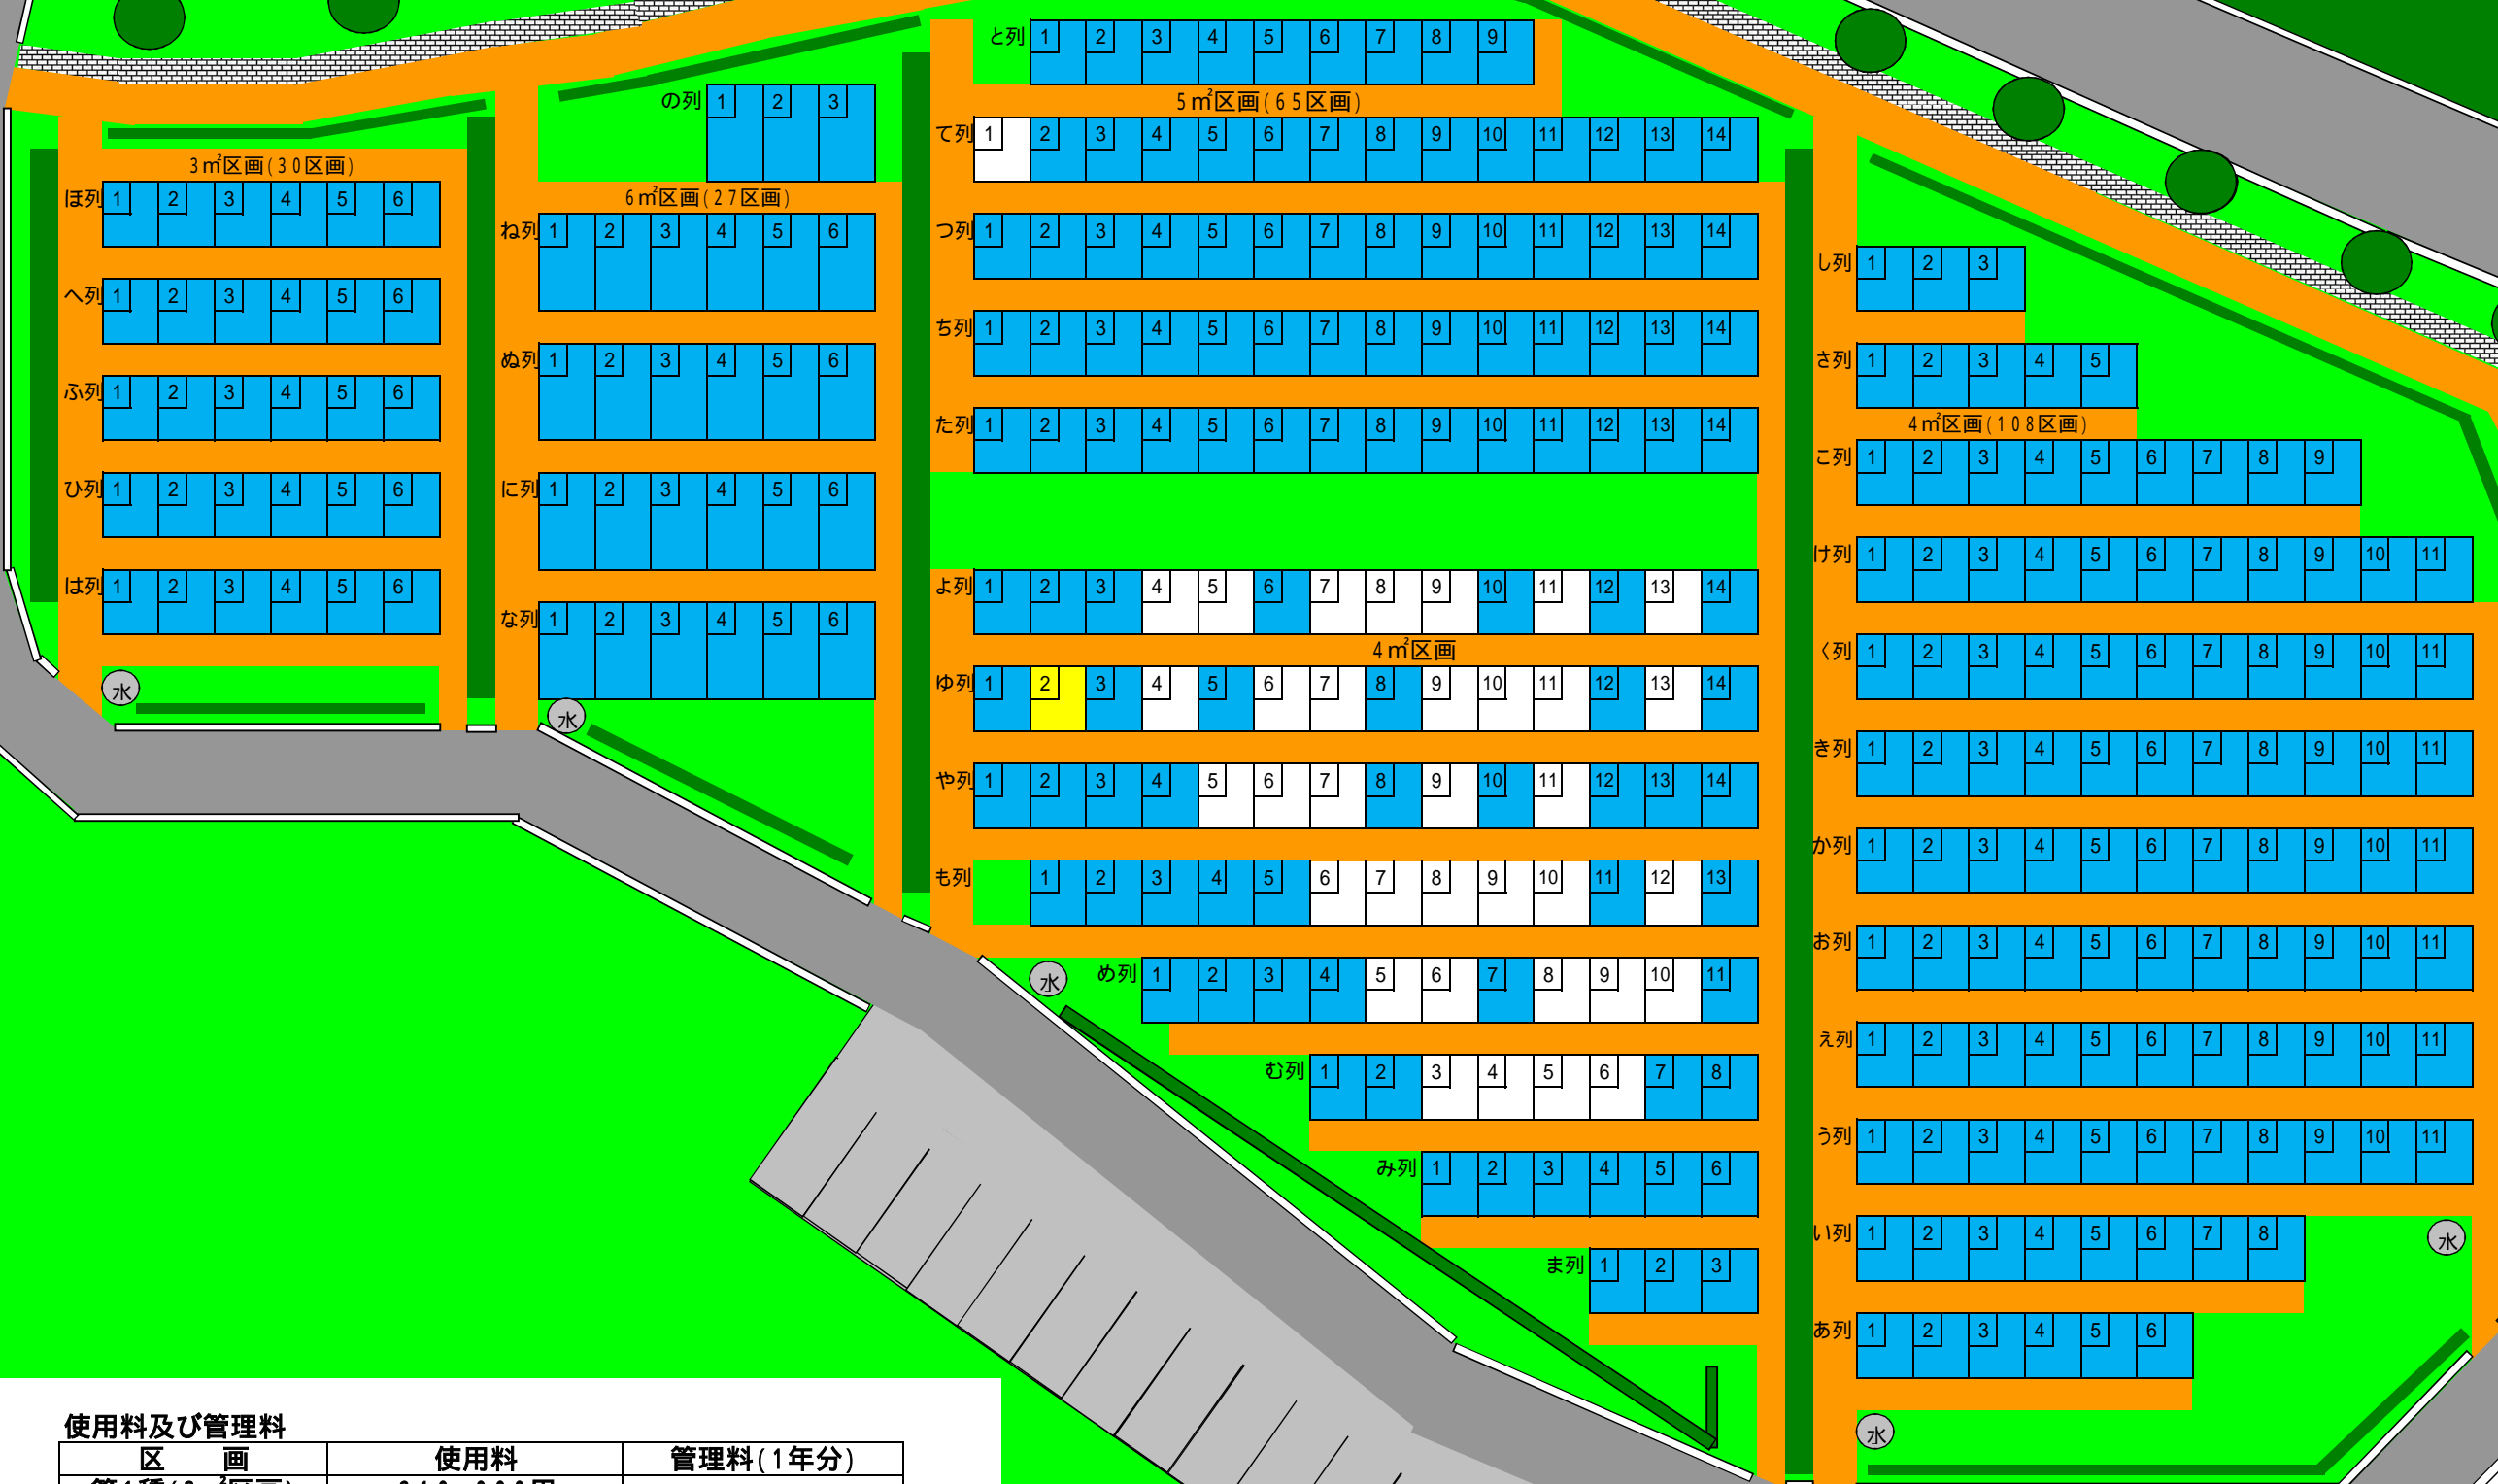 と列 1 2 3 4 5 6 7 8 9
の列 1 2 3
5㎡区画(65区画)
て列 1 2 3 4 5 6 7 8 9 10 11 12 13 14
3㎡区画(30区画)
ほ列 1 2 3 4 5 6
6㎡区画(27区画)
ね列 1 2 3 4 5 6
つ列 1 2 3 4 5 6 7 8 9 10 11 12 13 14
し列 1 2 3
へ列 1 2 3 4 5 6
ち列 1 2 3 4 5 6 7 8 9 10 11 12 13 14
ぬ列 1 2 3 4 5 6
さ列 1 2 3 4 5
ふ列 1 2 3 4 5 6
た列 1 2 3 4 5 6 7 8 9 10 11 12 13 14
4㎡区画(108区画)
こ列 1 2 3 4 5 6 7 8 9
ひ列 1 2 3 4 5 6
に列 1 2 3 4 5 6
け列 1 2 3 4 5 6 7 8 9 10 11
は列 1 2 3 4 5 6
よ列 1 2 3 4 5 6 7 8 9 10 11 12 13 14
な列 1 2 3 4 5 6
4㎡区画
く列 1 2 3 4 5 6 7 8 9 10 11
水
ゆ列 1 2 3 4 5 6 7 8 9 10 11 12 13 14
水
き列 1 2 3 4 5 6 7 8 9 10 11
や列 1 2 3 4 5 6 7 8 9 10 11 12 13 14
か列 1 2 3 4 5 6 7 8 9 10 11
も列 1 2 3 4 5 6 7 8 9 10 11 12 13
お列 1 2 3 4 5 6 7 8 9 10 11
水
め列 1 2 3 4 5 6 7 8 9 10 11
え列 1 2 3 4 5 6 7 8 9 10 11
む列 1 2 3 4 5 6 7 8
う列 1 2 3 4 5 6 7 8 9 10 11
み列 1 2 3 4 5 6
い列 1 2 3 4 5 6 7 8
水
ま列 1 2 3
あ列 1 2 3 4 5 6
水
使用料及び管理料
区 画 使用料 管理料(1年分)